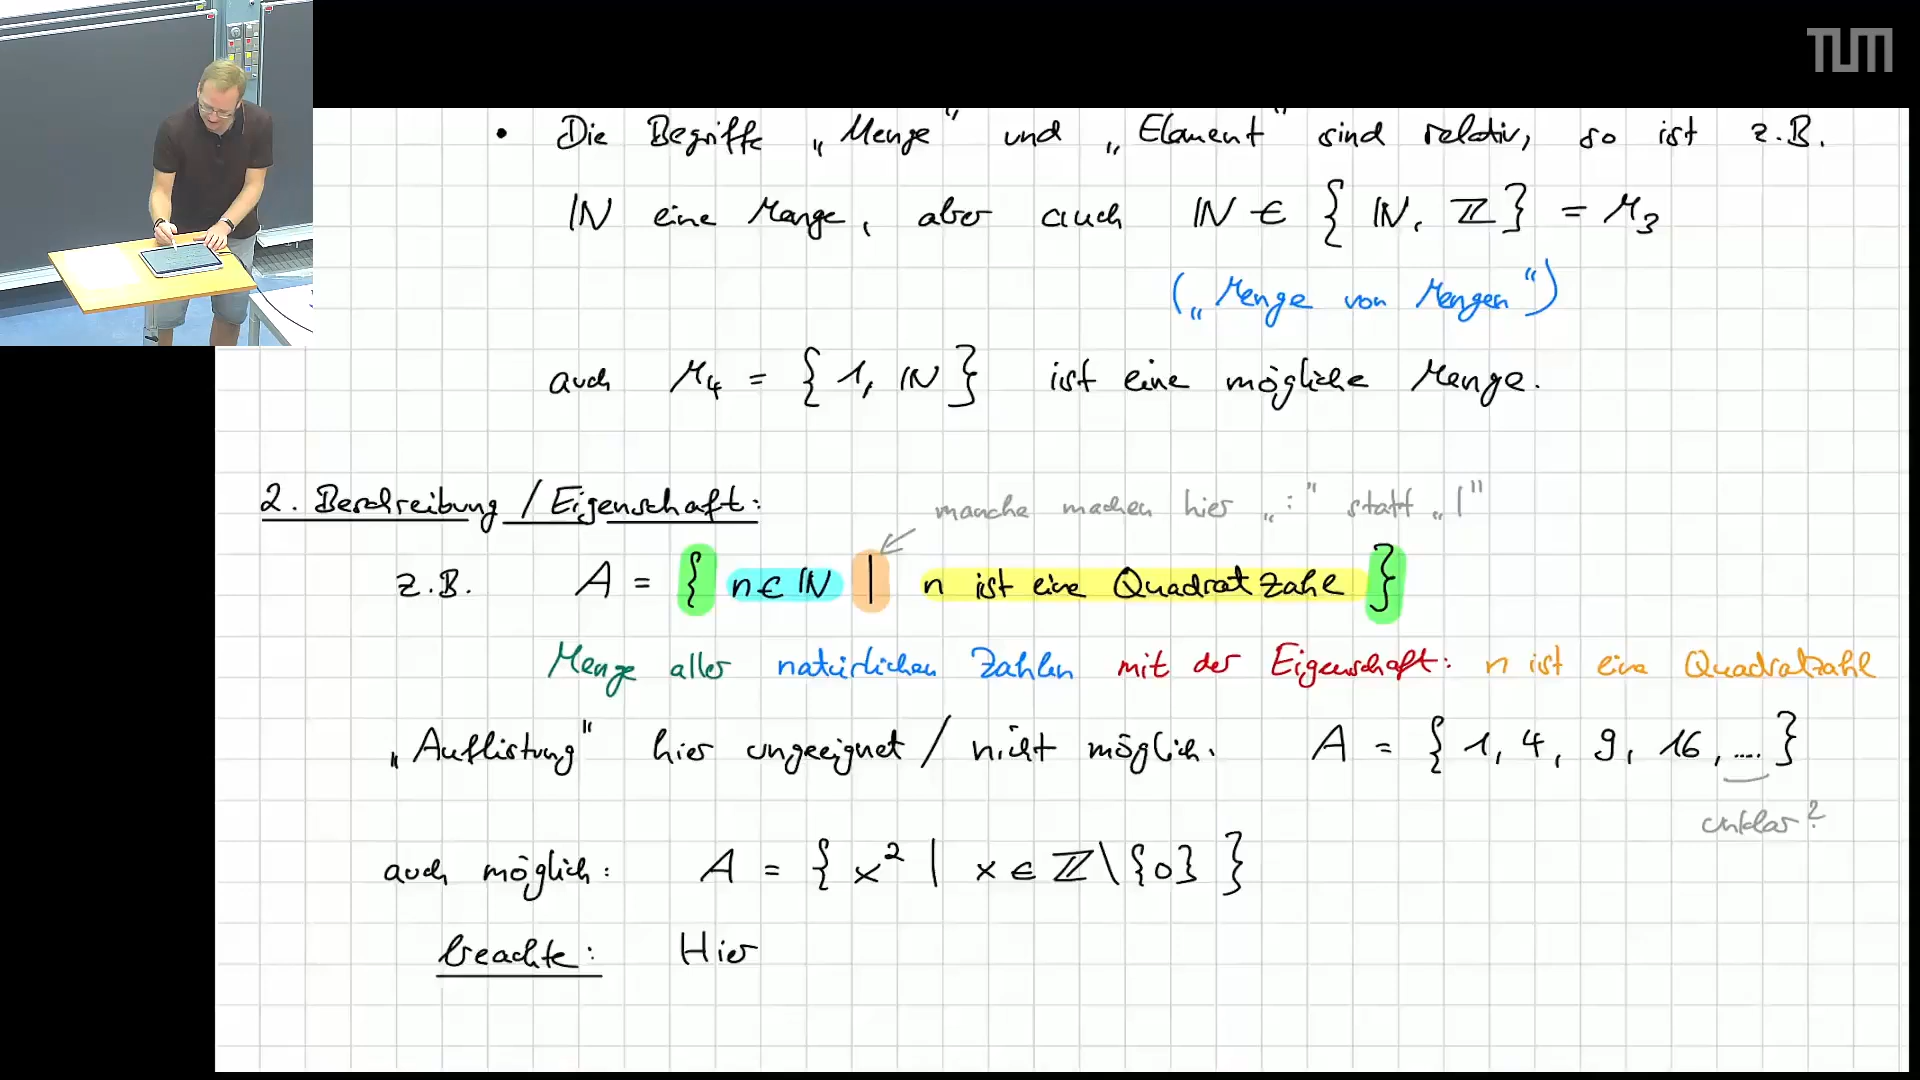 TUM
• Die Begriffe „Menge“ und „Element“ sind relativ, so ist z.B.
ℕ eine Menge, aber auch ℕ ∈ { ℕ, ℤ } = M₃
(„Menge von Mengen“)
auch M₄ = { 1, ℕ } ist eine mögliche Menge.
2. Beschreibung / Eigenschaft:
manche machen hier „:“ statt „|“
z.B. A = { n ∈ ℕ | n ist eine Quadratzahl }
Menge aller natürlichen Zahlen mit der Eigenschaft: n ist eine Quadratzahl
„Auflistung“ hier ungeeignet / nicht möglich. A = { 1, 4, 9, 16, .... }
unklar?
auch möglich: A = { x² | x ∈ ℤ \ {0} }
beachte: Hier